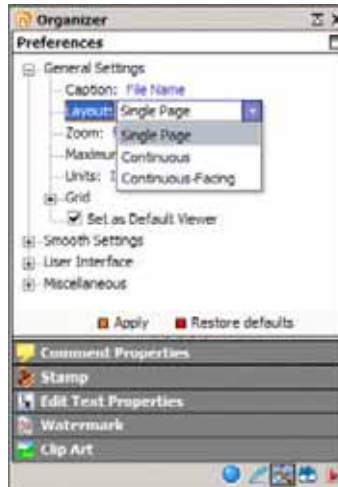 Organizer
Preferences
General Settings
Caption: File Name
Layout: Single Page
Zoom:
Single Page
Maximum
Continuous
Units:
Continuous-Facing
Grid
Set as Default Viewer
Smooth Settings
User Interface
Miscellaneous
Apply Restore defaults
Comment Properties
Stamp
Edit Text Properties
Watermark
Clip Art